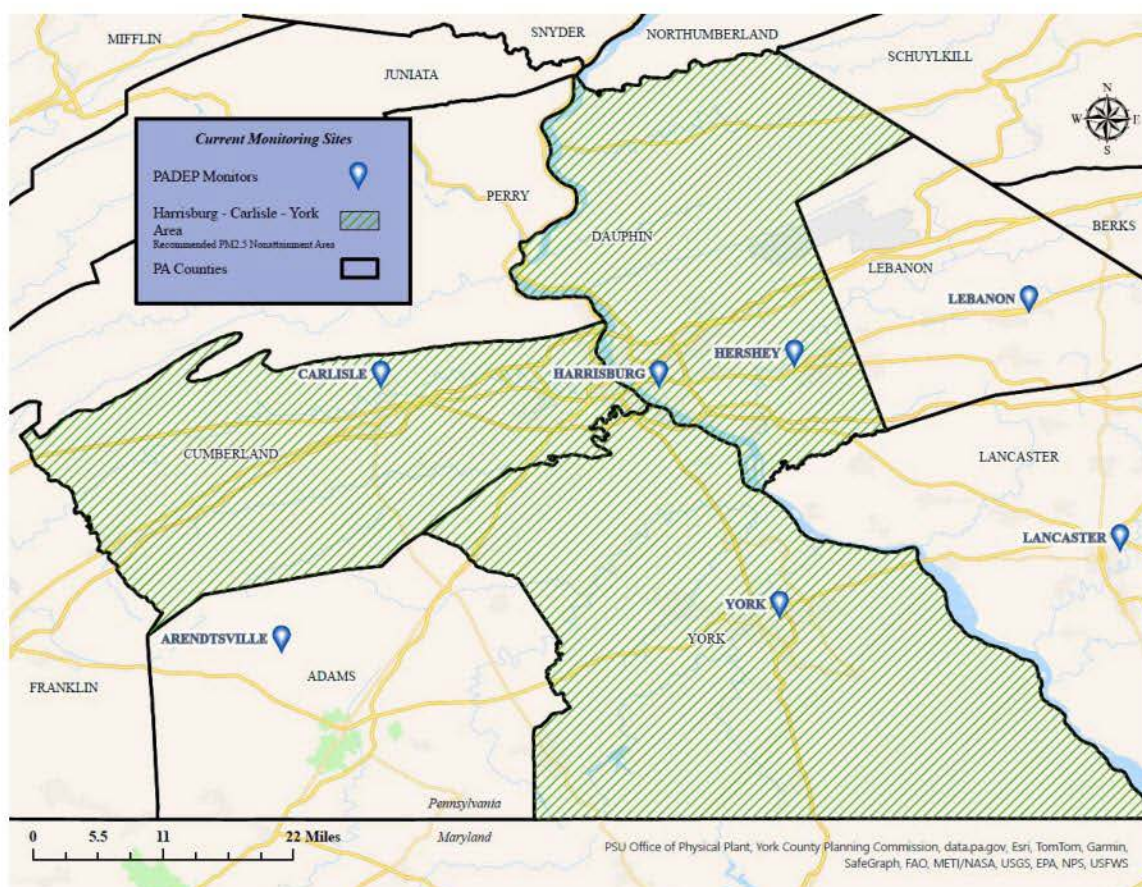 MIFFLIN
SNYDER
NORTHUMBERLAND
SCHUYLKILL
JUNIATA
N
W E
S
Current Monitoring Sites
PADEP Monitors
Harrisburg - Carlisle - York
Area
Recommended PM2.5 Nonattainment Area
PA Counties
PERRY
BERKS
DAUPHIN
LEBANON
LEBANON
HERSHEY
CARLISLE
HARRISBURG
CUMBERLAND
LANCASTER
LANCASTER
YORK
ARENDTSVILLE
YORK
ADAMS
FRANKLIN
Pennsylvania
Maryland
0 5.5 11 22 Miles
PSU Office of Physical Plant, York County Planning Commission, data.pa.gov, Esri, TomTom, Garmin,
SafeGraph, FAO, METI/NASA, USGS, EPA, NPS, USFWS